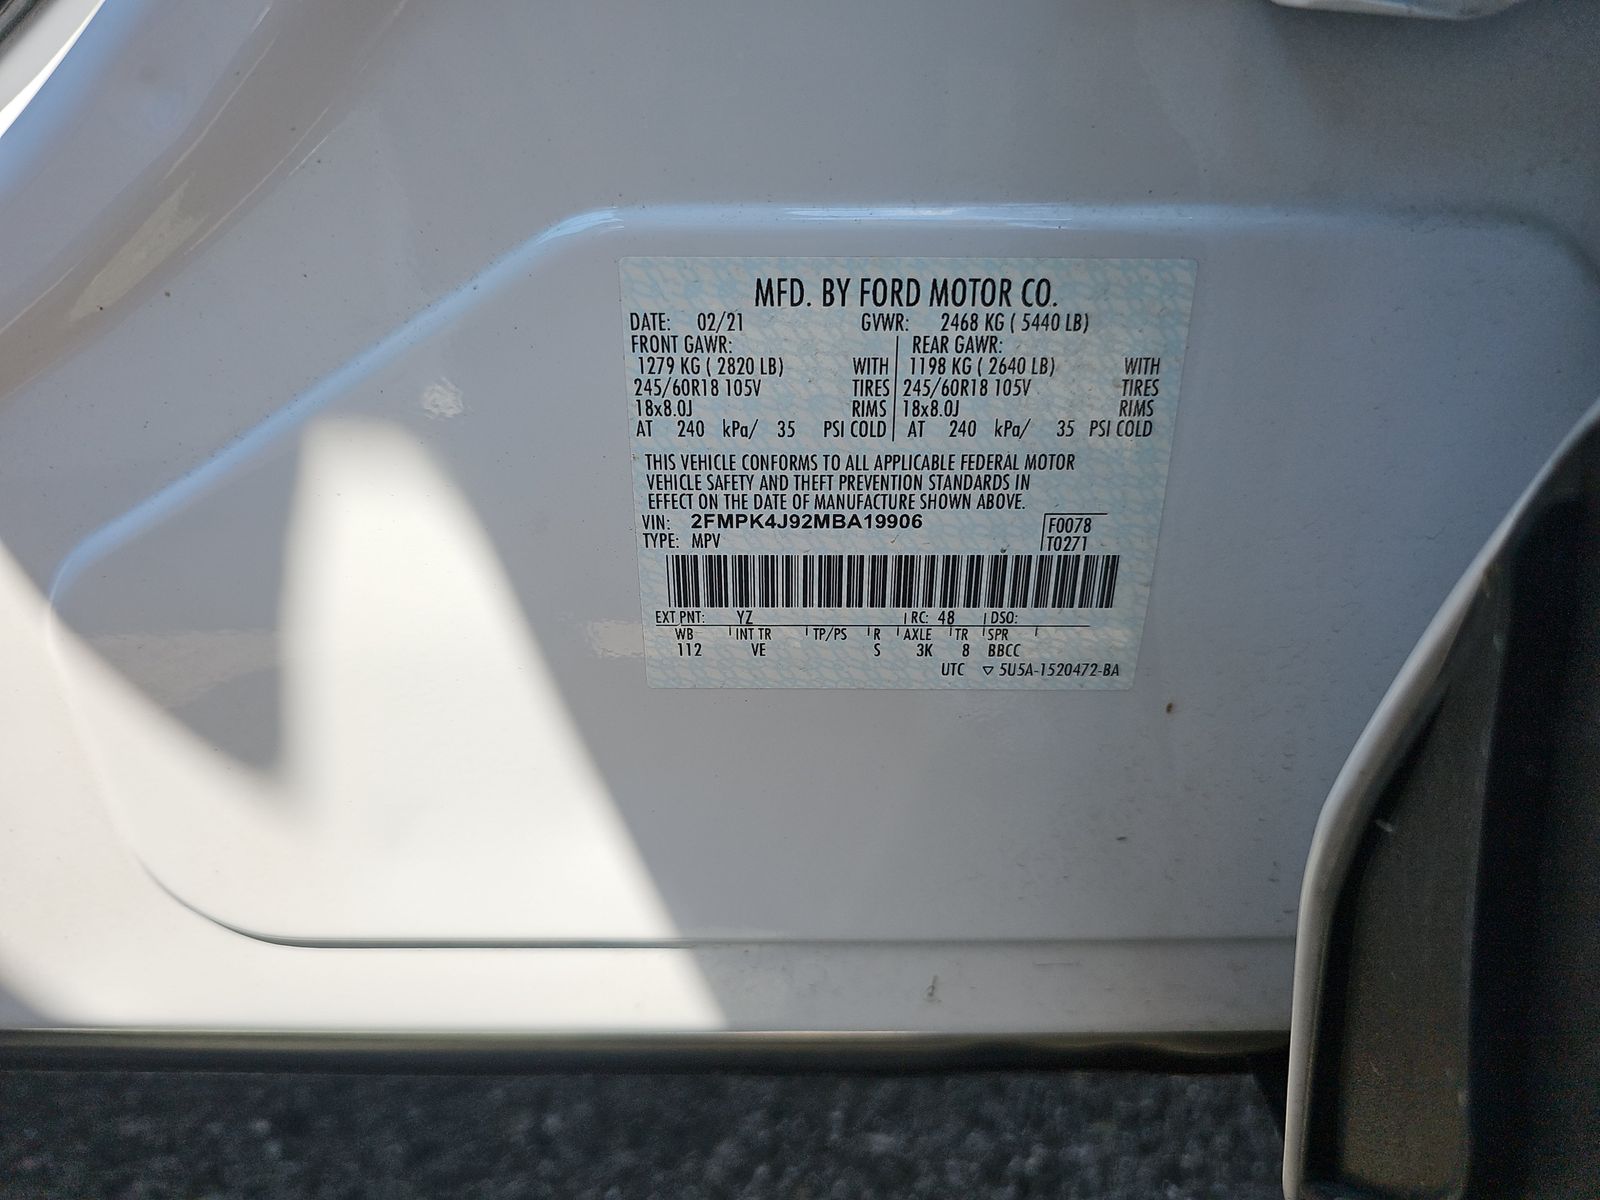 MFD. BY FORD MOTOR CO.
DATE: 02/21 GVWR: 2468 KG ( 5440 LB)
FRONT GAWR: REAR GAWR:
1279 KG ( 2820 LB) WITH 1198 KG ( 2640 LB) WITH
245/60R18 105V TIRES 245/60R18 105V TIRES
18x8.0J RIMS 18x8.0J RIMS
AT 240 kPa/ 35 PSI COLD AT 240 kPa/ 35 PSI COLD
THIS VEHICLE CONFORMS TO ALL APPLICABLE FEDERAL MOTOR
VEHICLE SAFETY AND THEFT PREVENTION STANDARDS IN
EFFECT ON THE DATE OF MANUFACTURE SHOWN ABOVE.
VIN: 2FMPK4J92MBA19906 F0078
TYPE: MPV T0271
EXT PNT: YZ RC: 48 DSO:
WB INT TR TP/PS R AXLE TR SPR
112 VE S 3K 8 BBCC
UTC ▽ 5U5A-1520472-BA